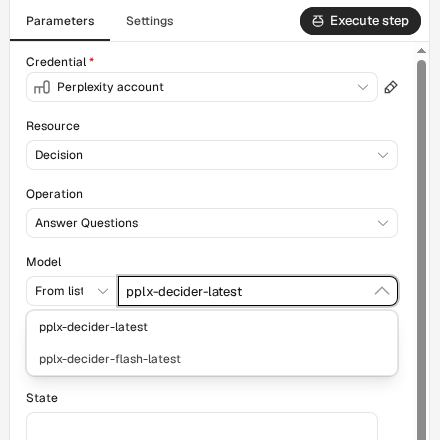 Parameters
Settings
Execute step
Credential *
Perplexity account
Resource
Decision
Operation
Answer Questions
Model
From list
pplx-decider-latest
pplx-decider-latest
pplx-decider-flash-latest
State